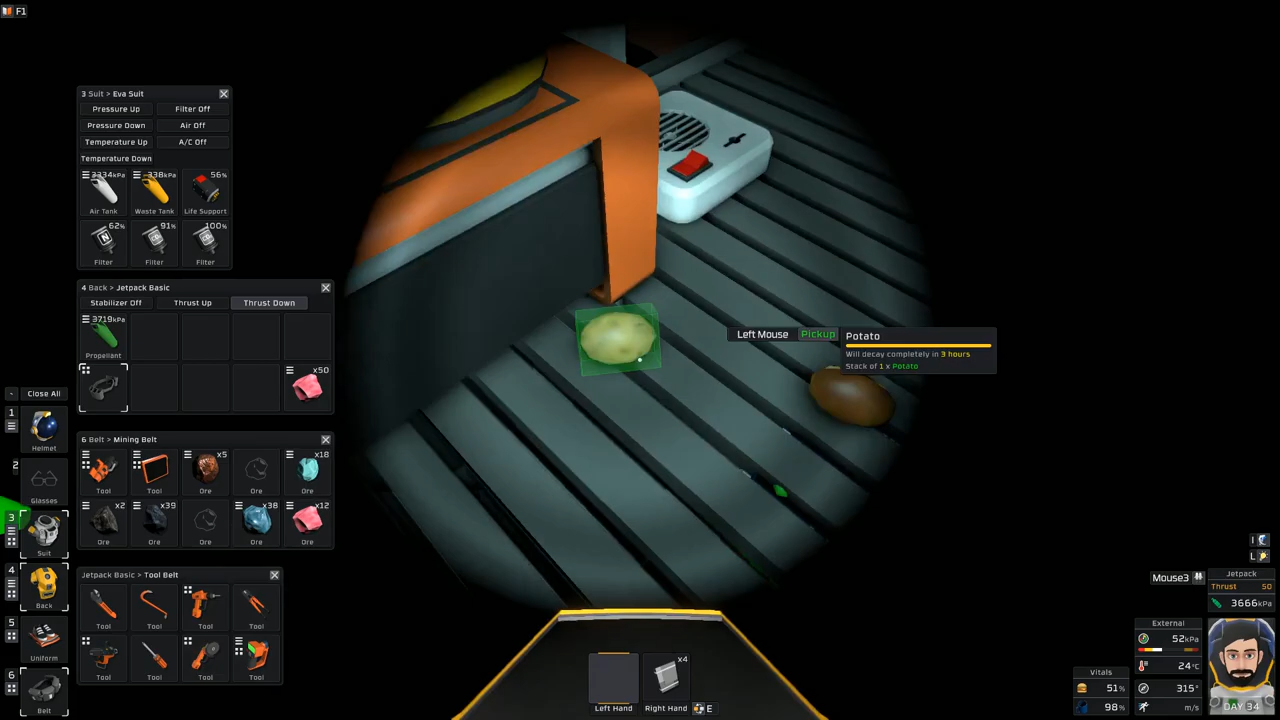 F1
3 Suit > Eva Suit
Pressure Up
Filter Off
Pressure Down
Air Off
Temperature Up
A/C Off
Temperature Down
3334kPa
338kPa
56%
Air Tank
Waste Tank
Life Support
62%
91%
100%
Filter
Filter
Filter
4 Back > Jetpack Basic
Stabilizer Off
Thrust Up
Thrust Down
3719kPa
Propellant
x50
Close All
6 Belt > Mining Belt
x5
x18
Tool
Tool
Ore
Ore
Ore
x2
x39
x38
x12
Ore
Ore
Ore
Ore
Ore
Jetpack Basic > Tool Belt
Tool
Tool
Tool
Tool
Tool
Tool
Tool
Tool
1
Helmet
2
Glasses
3
Suit
4
Back
5
Uniform
6
Belt
Left Mouse
Pickup
Potato
Will decay completely in 3 hours
Stack of 1 x Potato
x4
Left Hand
Right Hand
E
I
L
Mouse3
Jetpack
Thrust 50
3666kPa
External
52kPa
24°C
315°
m/s
Vitals
51%
98%
DAY 34